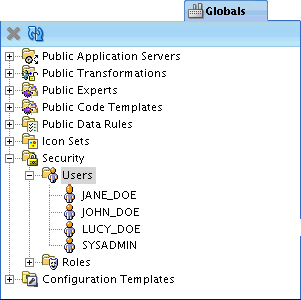 Globals
Public Application Servers
Public Transformations
Public Experts
Public Code Templates
Public Data Rules
Icon Sets
Security
Users
JANE_DOE
JOHN_DOE
LUCY_DOE
SYSADMIN
Roles
Configuration Templates